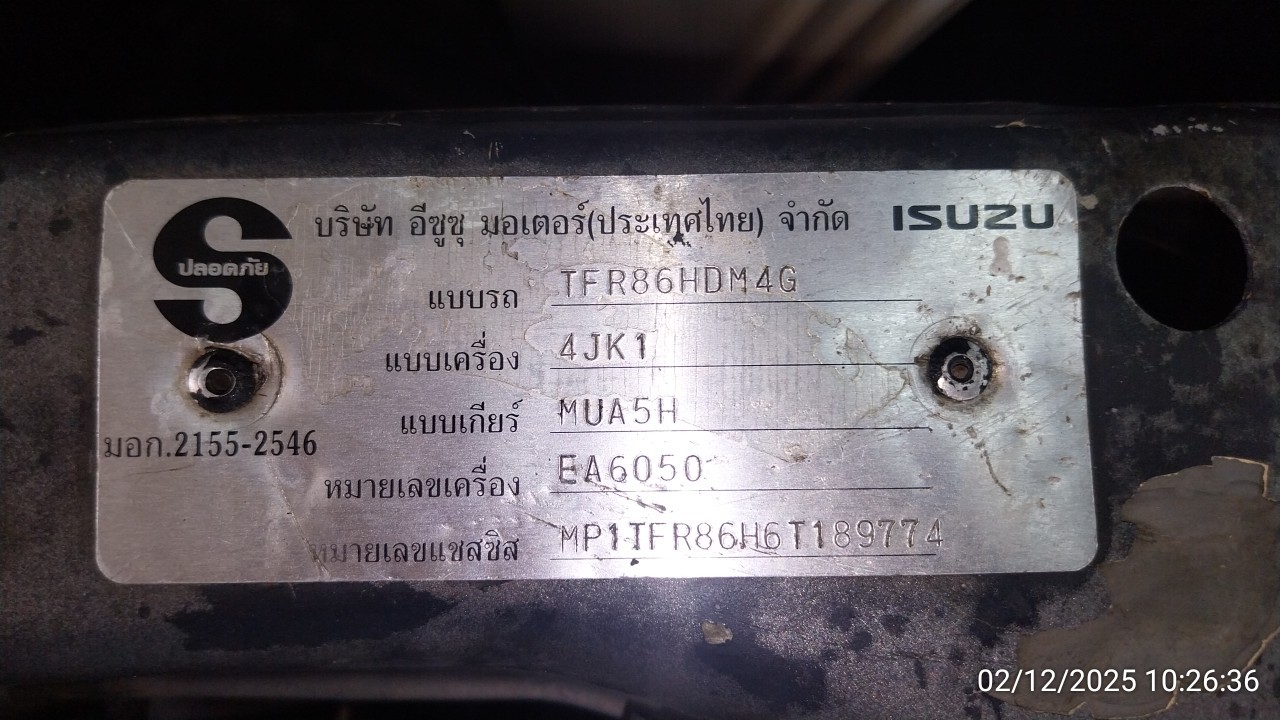 บริษัท อีซูซุ มอเตอร์(ประเทศไทย) จำกัด ISUZU
ปลอดภัย
แบบรถ TFR86HDM4G
แบบเครื่อง 4JK1
แบบเกียร์ MUA5H
มอก.2155-2546
หมายเลขเครื่อง EA6050
หมายเลขแชสซิส MP1TFR86H6T189774
02/12/2025 10:26:36